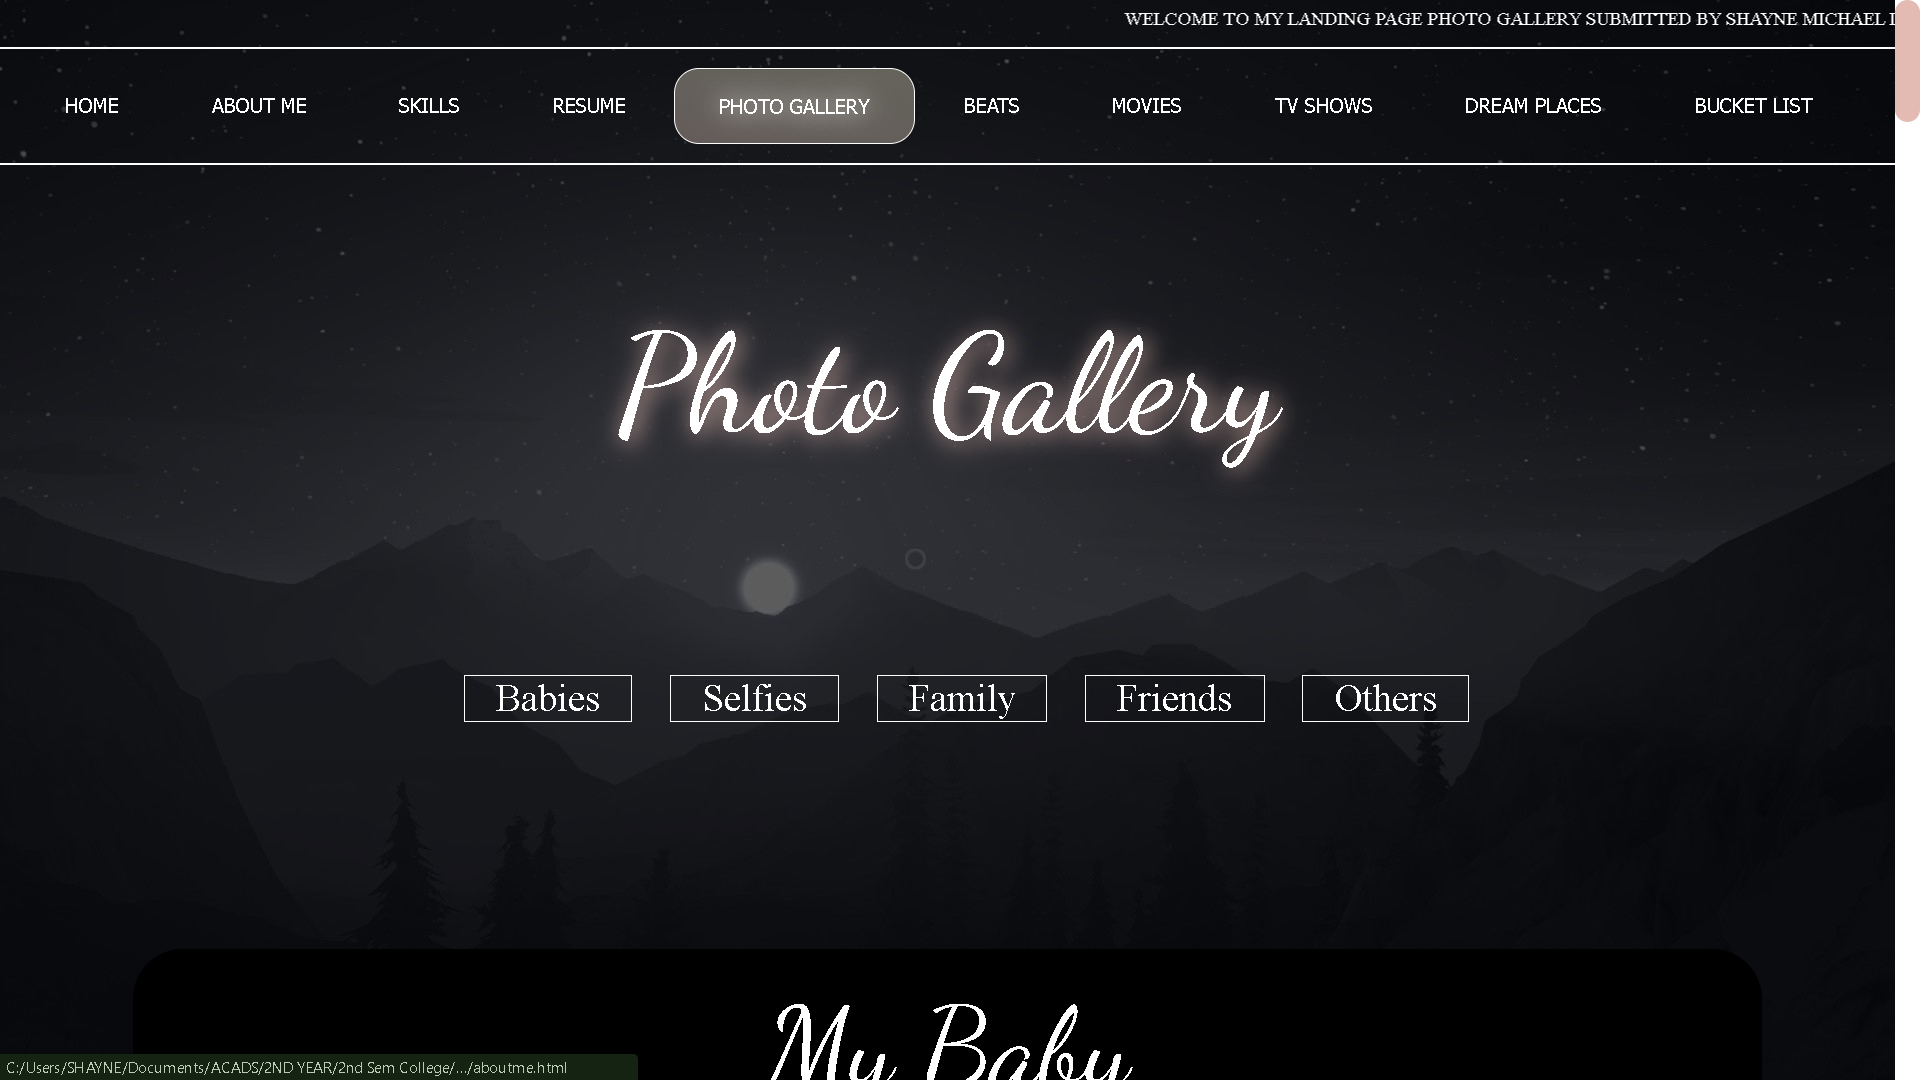 WELCOME TO MY LANDING PAGE PHOTO GALLERY SUBMITTED BY SHAYNE MICHAEL
HOME ABOUT ME SKILLS RESUME PHOTO GALLERY BEATS MOVIES TV SHOWS DREAM PLACES BUCKET LIST
Photo Gallery
Babies Selfies Family Friends Others
My Baby
C:/Users/SHAYNE/Documents/ACADS/2ND YEAR/2nd Sem College/.../aboutme.html